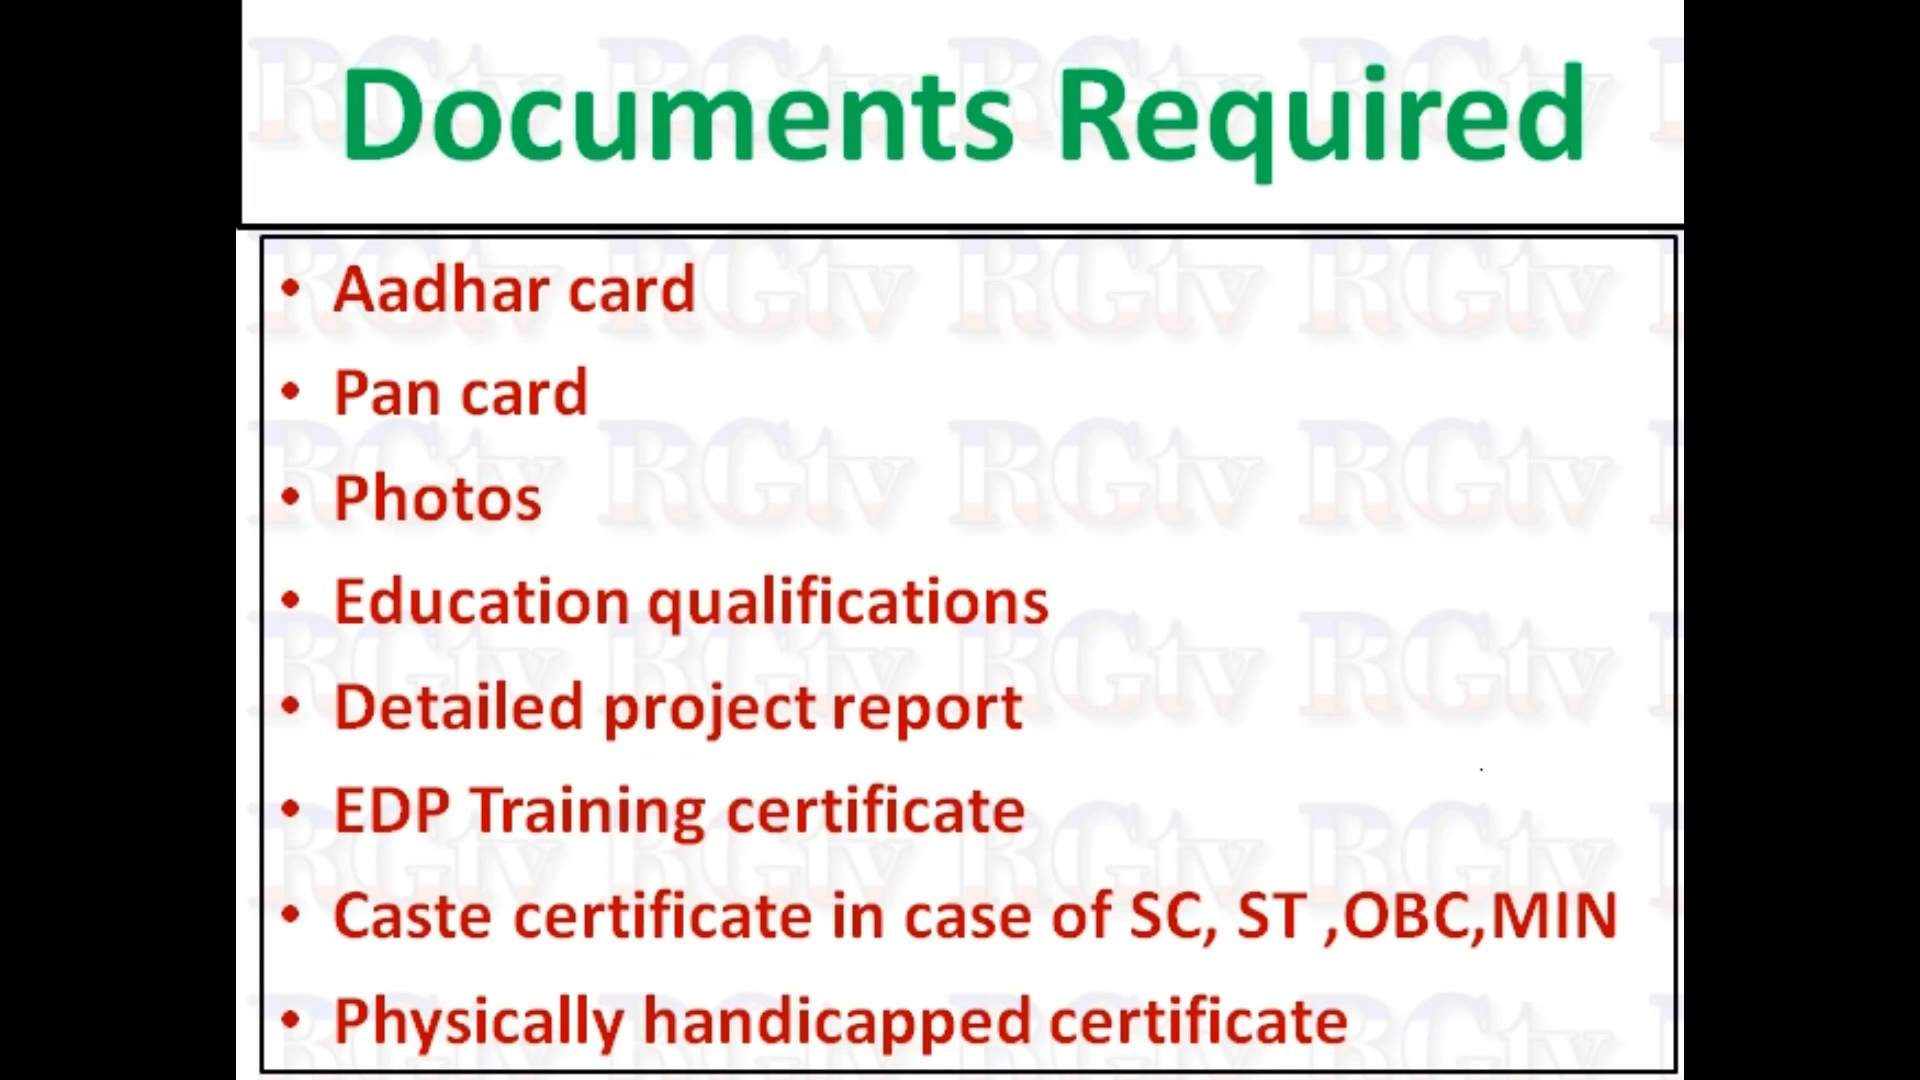 Documents Required
• Aadhar card
• Pan card
• Photos
• Education qualifications
• Detailed project report
• EDP Training certificate
• Caste certificate in case of SC, ST ,OBC,MIN
• Physically handicapped certificate
RGtv